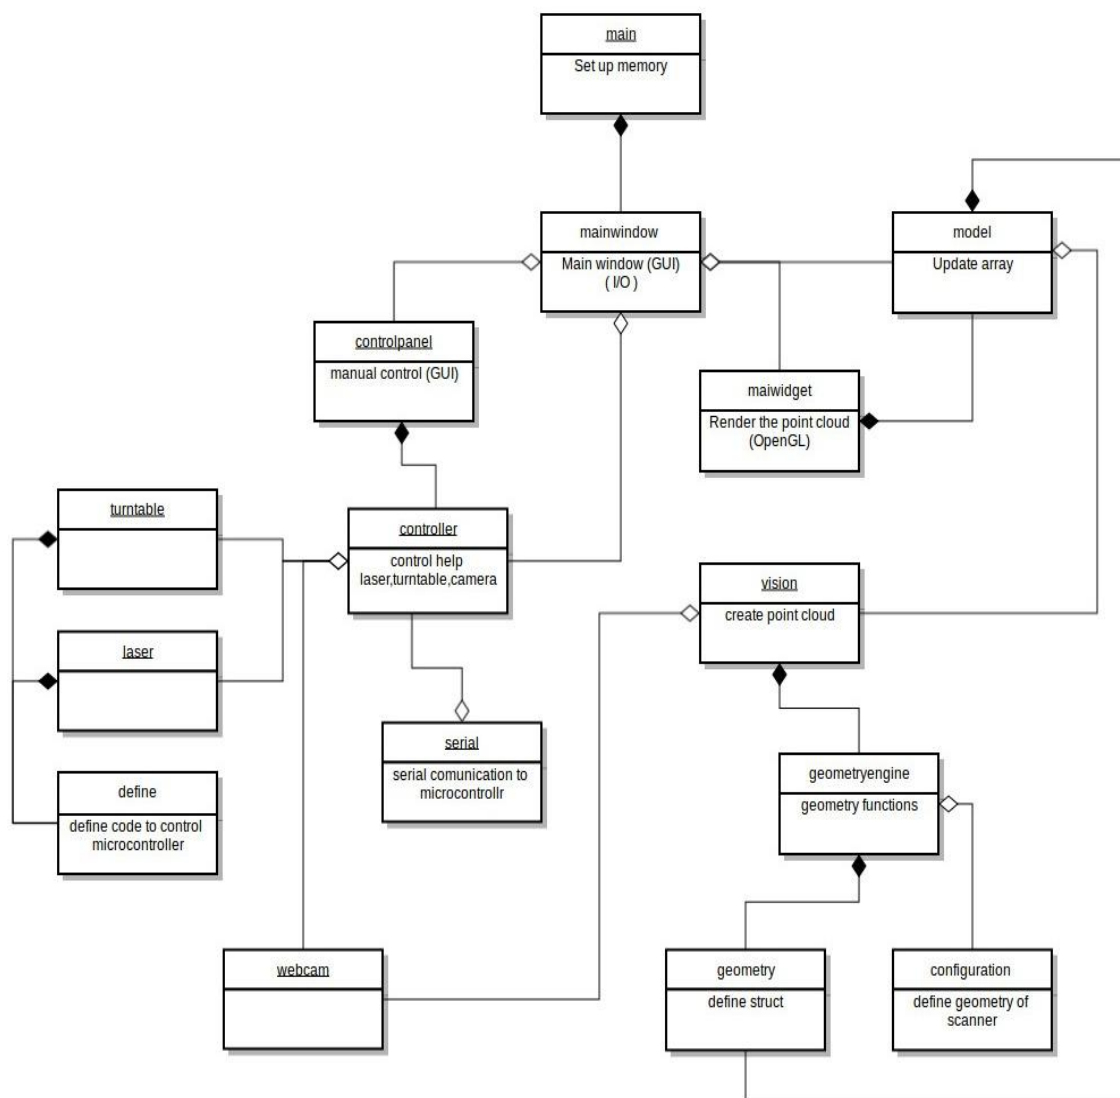 main
Set up memory
mainwindow
Main window (GUI)
( I/O )
model
Update array
controlpanel
manual control (GUI)
maiwidget
Render the point cloud
(OpenGL)
turntable
controller
control help
laser,turntable,camera
vision
create point cloud
laser
serial
serial comunication to
microcontrollr
define
define code to control
microcontroller
geometryengine
geometry functions
webcam
geometry
define struct
configuration
define geometry of
scanner